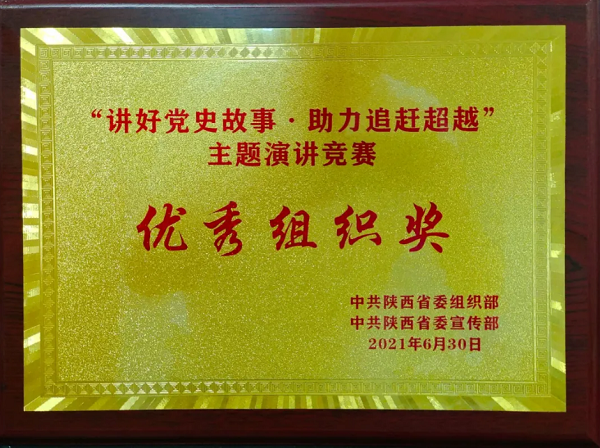 “讲好党史故事·助力追赶超越”
主题演讲竞赛
优秀组织奖
中共陕西省委组织部
中共陕西省委宣传部
2021年6月30日